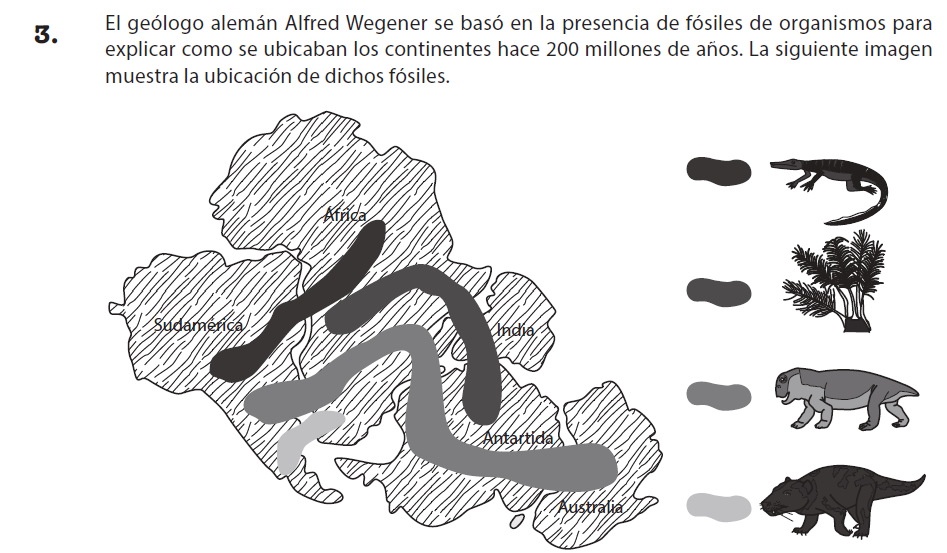 3.
El geólogo alemán Alfred Wegener se basó en la presencia de fósiles de organismos para
explicar como se ubicaban los continentes hace 200 millones de años. La siguiente imagen
muestra la ubicación de dichos fósiles.
África
Sudamérica
India
Antártida
Australia